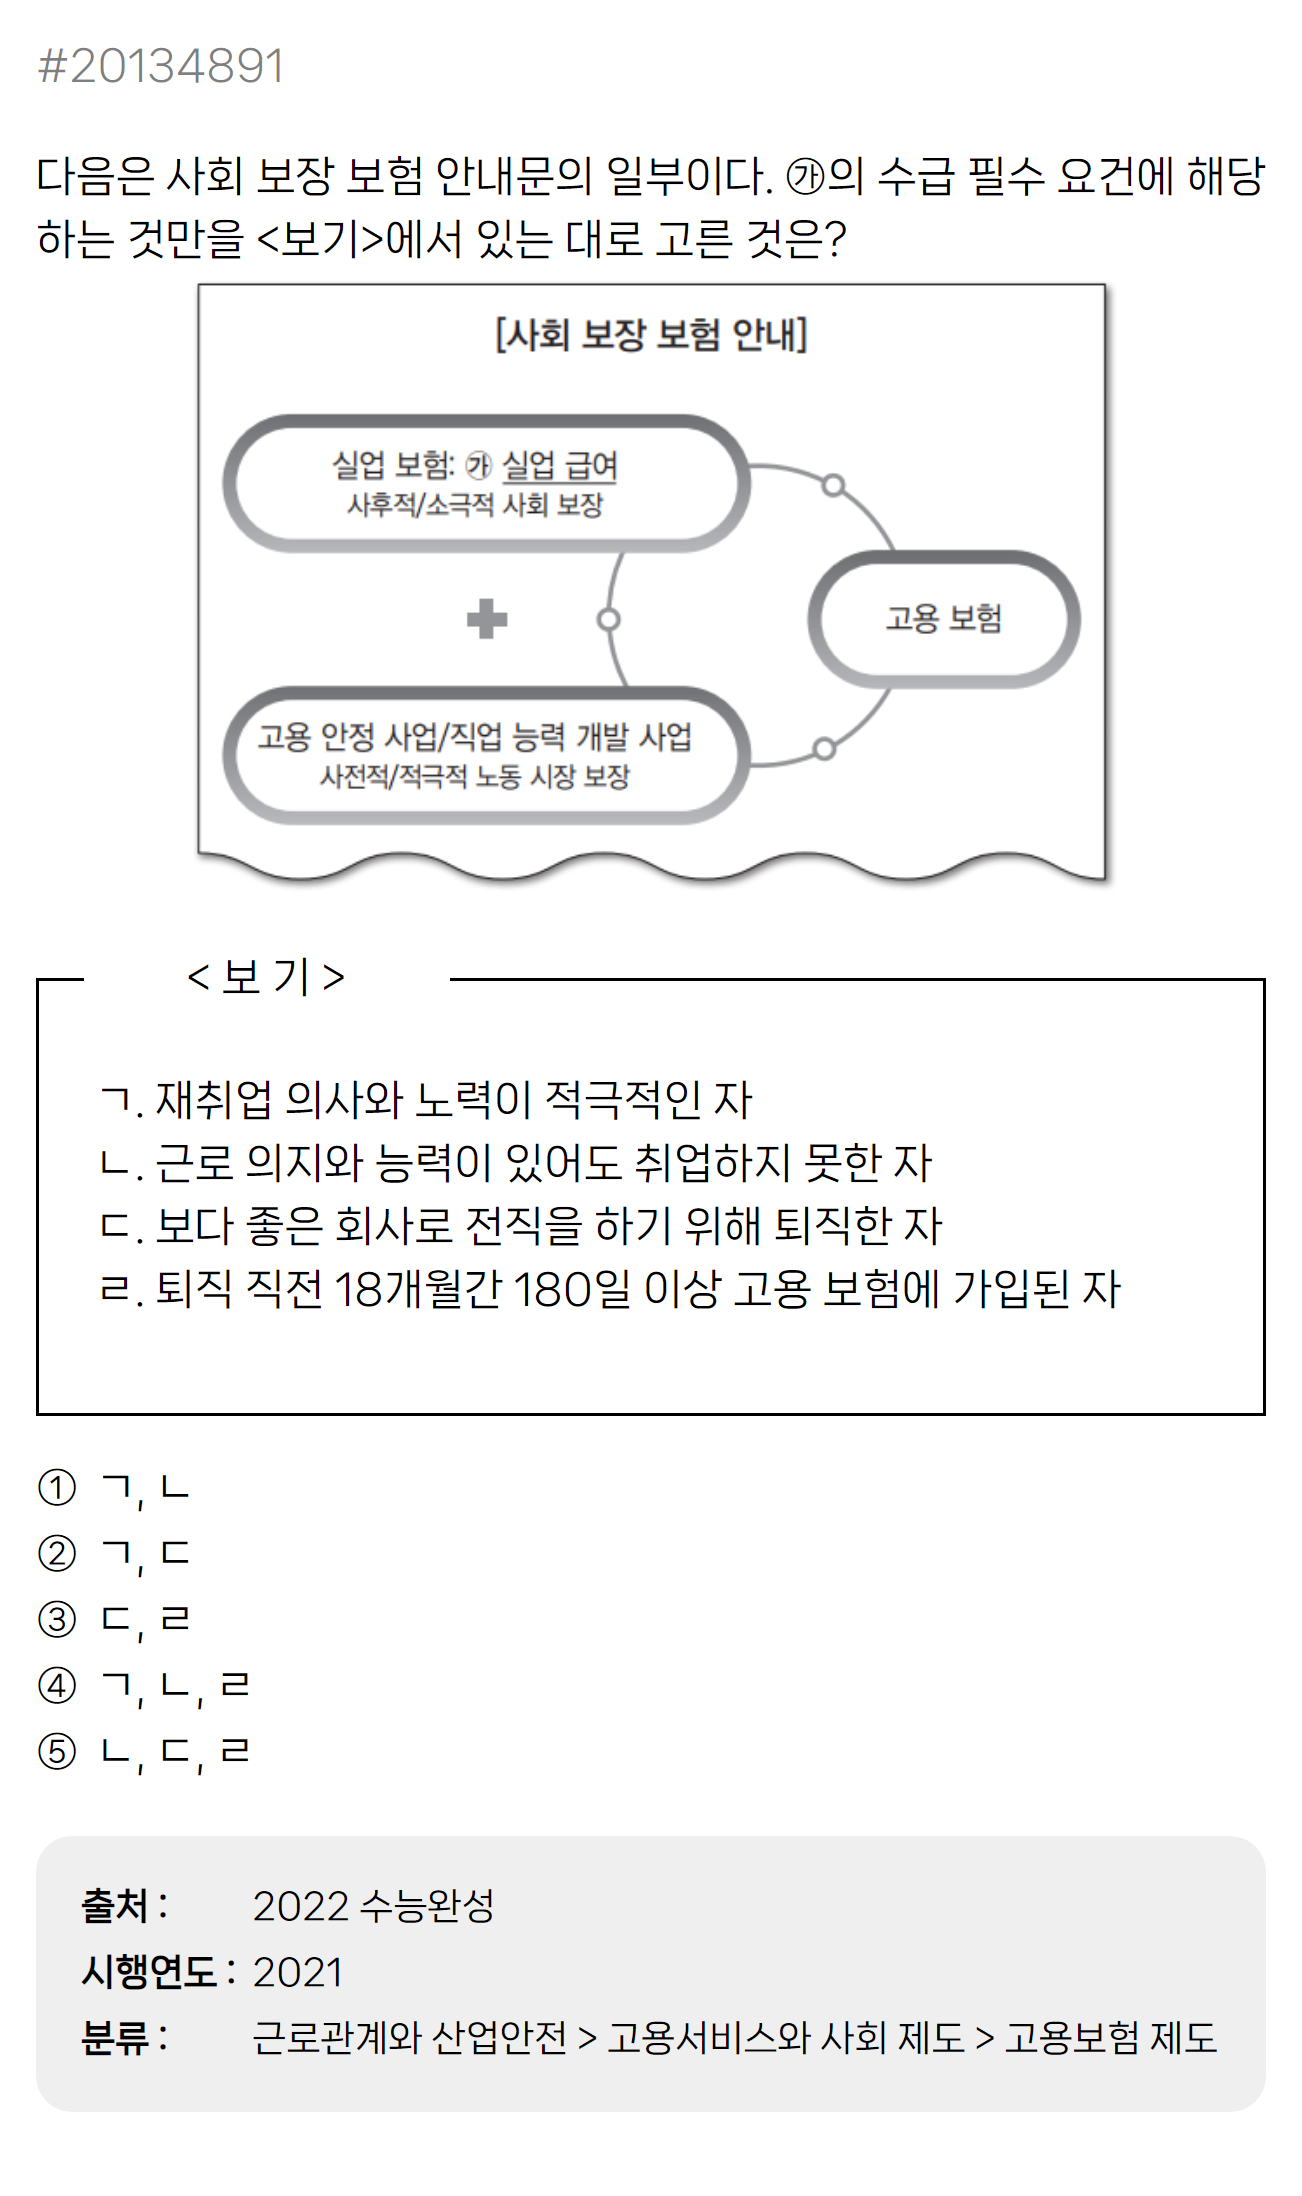 #20134891
다음은 사회 보장 보험 안내문의 일부이다. ㉮의 수급 필수 요건에 해당
하는 것만을 <보기>에서 있는 대로 고른 것은?
[사회 보장 보험 안내]
실업 보험: ㉮ 실업 급여
사후적/소극적 사회 보장
고용 보험
고용 안정 사업/직업 능력 개발 사업
사전적/적극적 노동 시장 보장
< 보 기 >
ㄱ. 재취업 의사와 노력이 적극적인 자
ㄴ. 근로 의지와 능력이 있어도 취업하지 못한 자
ㄷ. 보다 좋은 회사로 전직을 하기 위해 퇴직한 자
ㄹ. 퇴직 직전 18개월간 180일 이상 고용 보험에 가입된 자
① ㄱ, ㄴ
② ㄱ, ㄷ
③ ㄷ, ㄹ
④ ㄱ, ㄴ, ㄹ
⑤ ㄴ, ㄷ, ㄹ
출처 : 2022 수능완성
시행연도 : 2021
분류 : 근로관계와 산업안전 > 고용서비스와 사회 제도 > 고용보험 제도